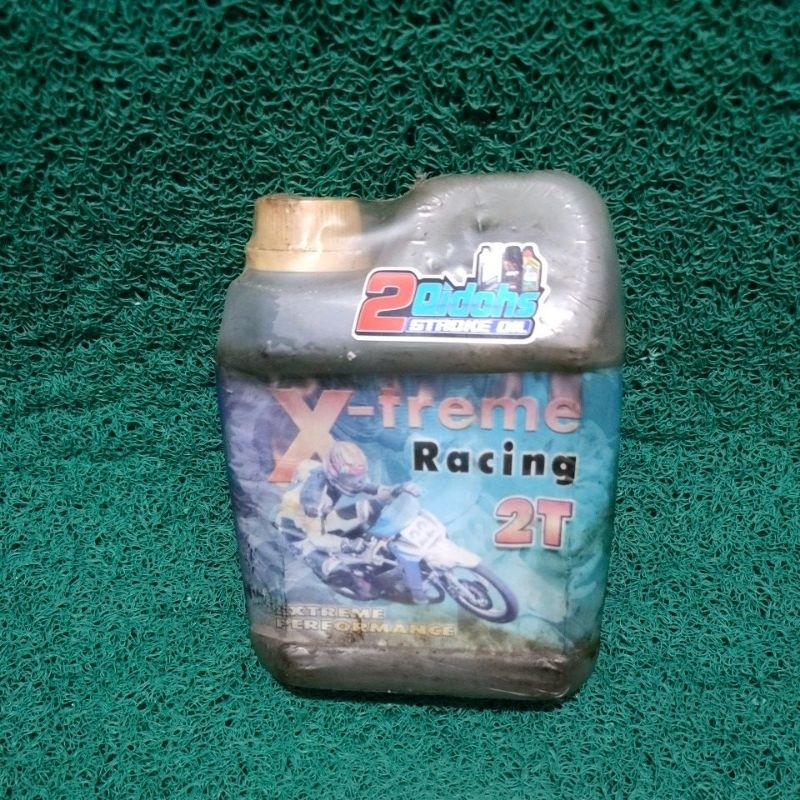 2 Qidohs
STROKE OIL
X-treme
Racing
2T
EXTREME
PERFORMANCE